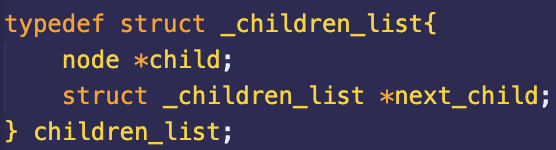 typedef struct _children_list{
    node *child;
    struct _children_list *next_child;
} children_list;